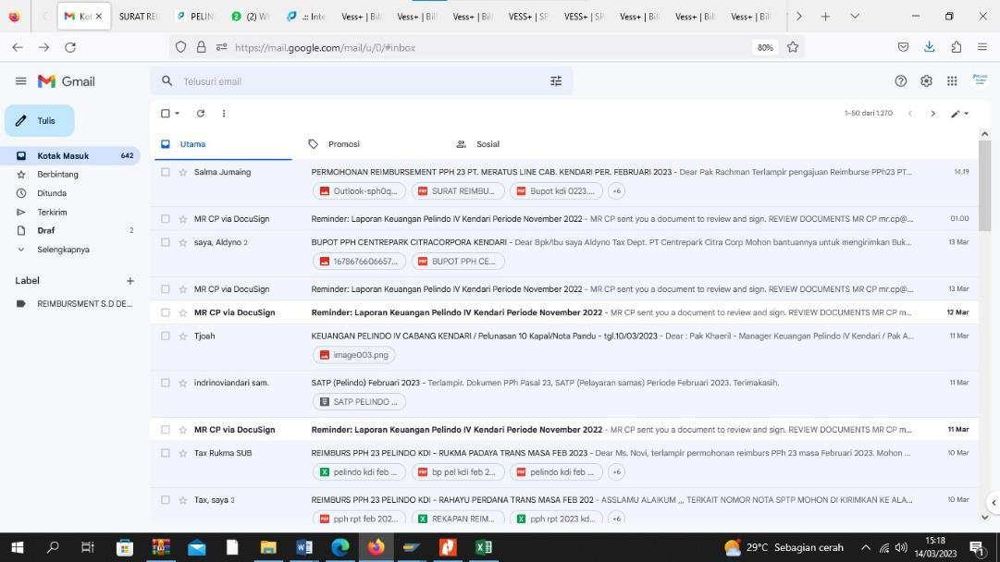 Kot
SURAT REI
PELIN
(2) W
.:: Inte
Vess+ | Bil
Vess+ | Bil
Vess+ | Bil
VESS+ | SP
VESS+ | SP
Vess+ | Bil
Vess+ | Bil
Vess+ | Bil
https://mail.google.com/mail/u/0/#inbox
80%
Gmail
Telusuri email
Tulis
1–50 dari 1.270
Kotak Masuk 642
Berbintang
Ditunda
Terkirim
Draf 2
Selengkapnya
Label
REIMBURSMENT S.D DE...
Utama
Promosi
Sosial
Salma Jumaing PERMOHONAN REIMBURSEMENT PPH 23 PT. MERATUS LINE CAB. KENDARI PER. FEBRUARI 2023 - Dear Pak Rachman Terlampir pengajuan Reimburse PPh23 PT... 14.19
Outlook-sph0q... SURAT REIMBU... Bupot kdi 0223.... +6
MR CP via DocuSign Reminder: Laporan Keuangan Pelindo IV Kendari Periode November 2022 - MR CP sent you a document to review and sign. REVIEW DOCUMENTS MR CP mr.cp@... 01.00
saya, Aldyno 2 BUPOT PPH CENTREPARK CITRACORPORA KENDARI - Dear Bpk/Ibu saya Aldyno Tax Dept. PT Centrepark Citra Corp Mohon bantuannya untuk mengirimkan Buk... 13 Mar
1678676606657... BUPOT PPH CE...
MR CP via DocuSign Reminder: Laporan Keuangan Pelindo IV Kendari Periode November 2022 - MR CP sent you a document to review and sign. REVIEW DOCUMENTS MR CP mr.cp@... 13 Mar
MR CP via DocuSign Reminder: Laporan Keuangan Pelindo IV Kendari Periode November 2022 - MR CP sent you a document to review and sign. REVIEW DOCUMENTS MR CP m... 12 Mar
Tjoah KEUANGAN PELINDO IV CABANG KENDARI / Pelunasan 10 Kapal/Nota Pandu - tgl.10/03/2023 - Dear : Pak Khaeril - Manager Keuangan Pelindo IV Kendari / Pak A... 11 Mar
image003.png
indrinoviandari sam. SATP (Pelindo) Februari 2023 - Terlampir. Dokumen PPh Pasal 23, SATP (Pelayaran samas) Periode Februari 2023. Terimakasih. 11 Mar
SATP PELINDO ...
MR CP via DocuSign Reminder: Laporan Keuangan Pelindo IV Kendari Periode November 2022 - MR CP sent you a document to review and sign. REVIEW DOCUMENTS MR CP m... 11 Mar
Tax Rukma SUB REIMBURS PPH 23 PELINDO KDI - RUKMA PADAYA TRANS MASA FEB 2023 - Dear Ms. Novi, terlampir permohonan reimburs PPh 23 masa Februari 2023. Mohon ... 10 Mar
pelindo kdi feb ... bp pel kdi feb 2... pelindo kdi feb ... +6
Tax, saya 3 REIMBURS PPH 23 PELINDO KDI - RAHAYU PERDANA TRANS MASA FEB 202 - ASSLAMU ALAIKUM ,,, TERKAIT NOMOR NOTA SPTP MOHON DI KIRIMKAN KE ALA... 10 Mar
pph rpt feb 202... REKAPAN REIM... pph rpt 2023 kd... +6
29°C Sebagian cerah
15:18
14/03/2023
1